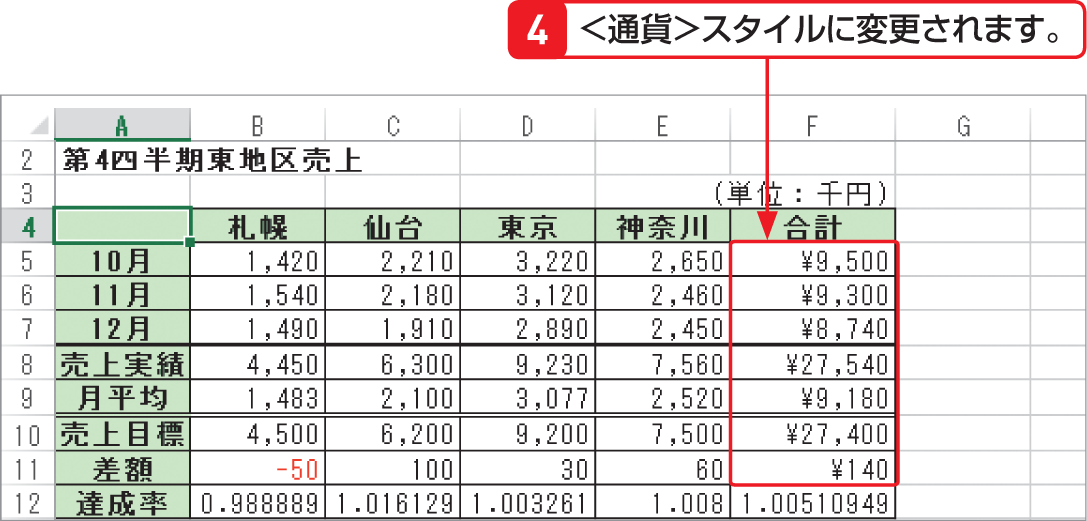 4 <通貨>スタイルに変更されます。
A B C D E F G
2 第4四半期東地区売上
3 (単位：千円)
4 札幌 仙台 東京 神奈川 合計
5 10月 1,420 2,210 3,220 2,650 ¥9,500
6 11月 1,540 2,180 3,120 2,460 ¥9,300
7 12月 1,490 1,910 2,890 2,450 ¥8,740
8 売上実績 4,450 6,300 9,230 7,560 ¥27,540
9 月平均 1,483 2,100 3,077 2,520 ¥9,180
10 売上目標 4,500 6,200 9,200 7,500 ¥27,400
11 差額 -50 100 30 60 ¥140
12 達成率 0.988889 1.016129 1.003261 1.008 1.00510949